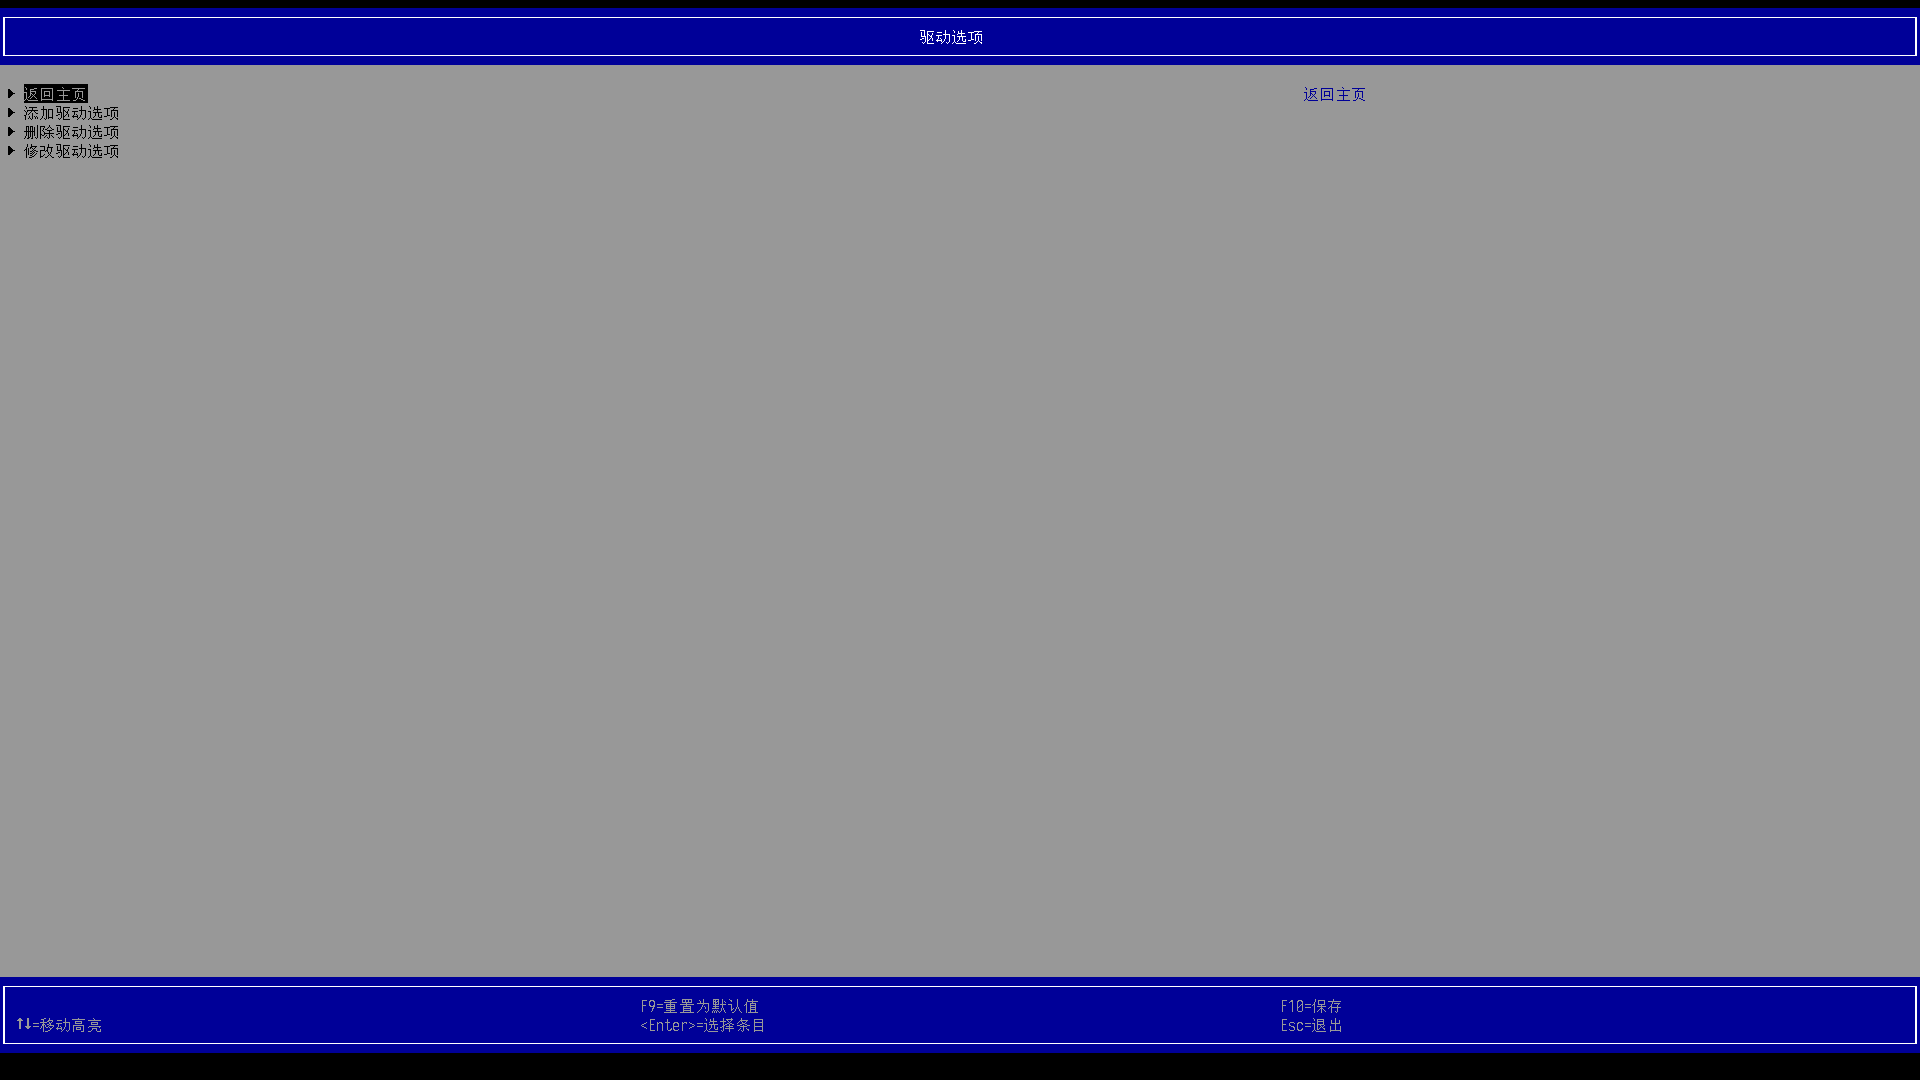 驱动选项
返回主页
返回主页
添加驱动选项
删除驱动选项
修改驱动选项
F9=重置为默认值
F10=保存
↑↓=移动高亮
<Enter>=选择条目
Esc=退出